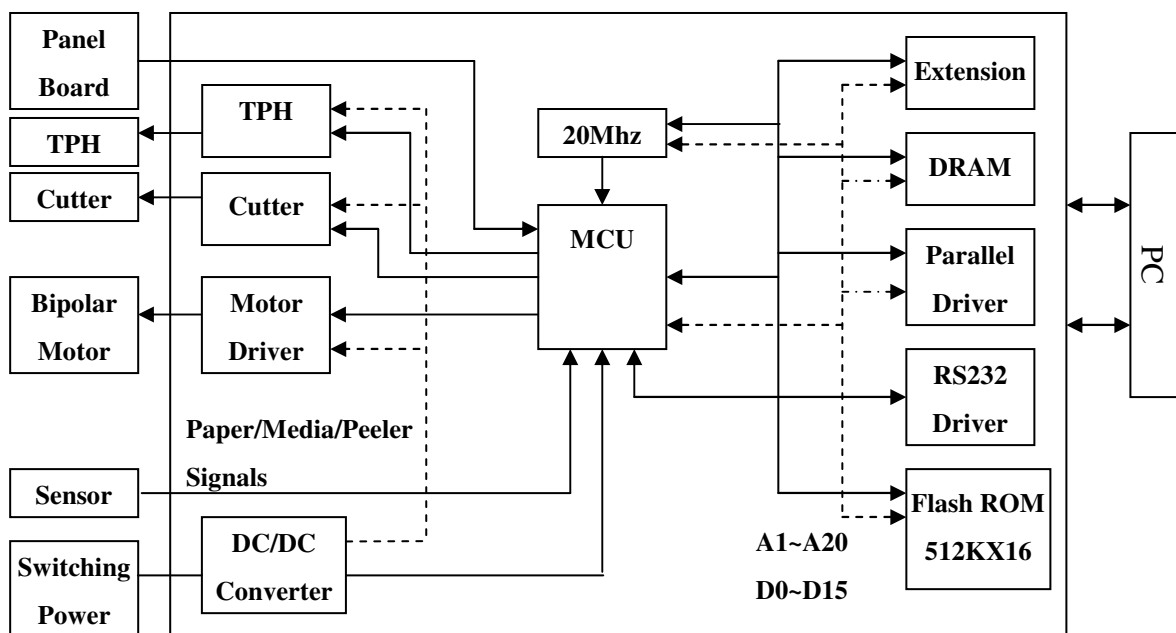 Panel
Board
TPH
Cutter
Bipolar
Motor
Sensor
Switching
Power
TPH
Cutter
Motor
Driver
Paper/Media/Peeler
Signals
DC/DC
Converter
20Mhz
MCU
A1~A20
D0~D15
Extension
DRAM
Parallel
Driver
RS232
Driver
Flash ROM
512KX16
PC